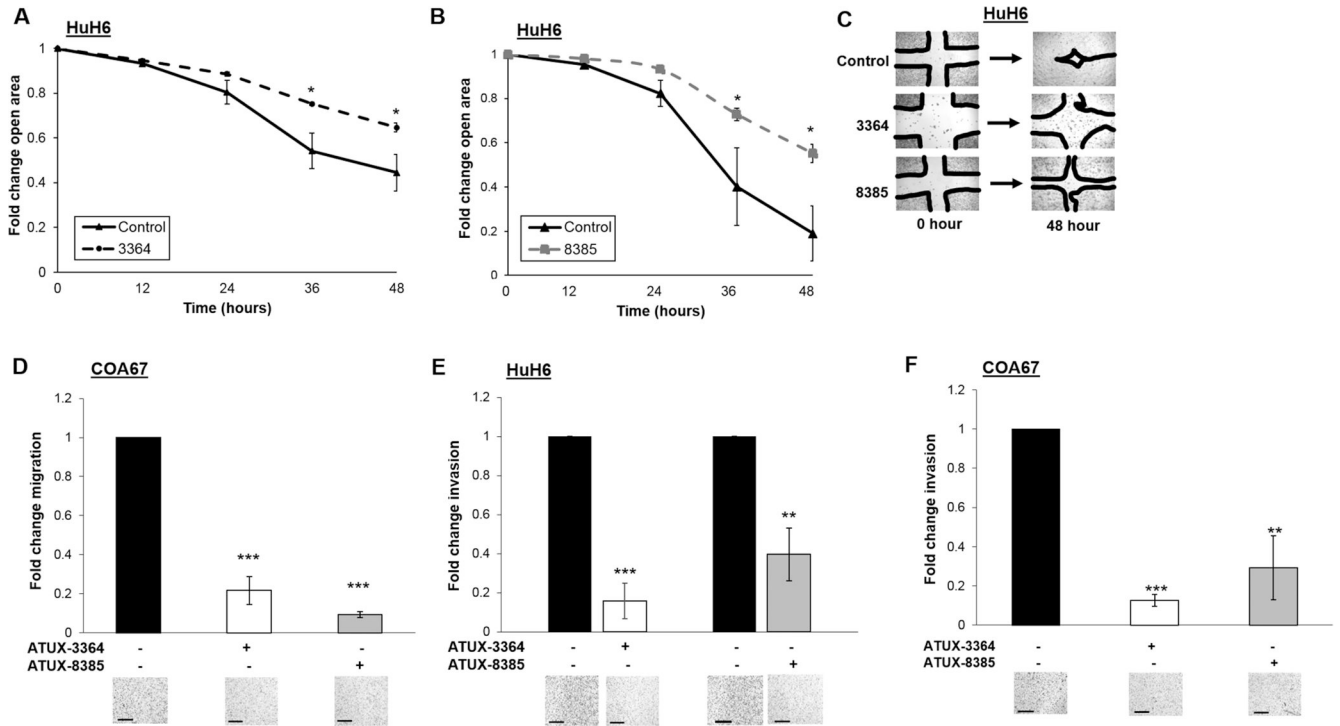 A
HuH6
Fold change open area
1
0.8
0.6
0.4
0.2
0
* *
Control
3364
0 12 24 36 48
Time (hours)
B
HuH6
Fold change open area
1
0.8
0.6
0.4
0.2
0
* *
Control
8385
0 12 24 36 48
Time (hours)
C
HuH6
Control
3364
8385
0 hour 48 hour
D
COA67
Fold change migration
1.2
1
0.8
0.6
0.4
0.2
0
*** ***
ATUX-3364 - + -
ATUX-8385 - - +
E
HuH6
Fold change invasion
1.2
1
0.8
0.6
0.4
0.2
0
*** **
ATUX-3364 - + - -
ATUX-8385 - - - +
F
COA67
Fold change invasion
1.2
1
0.8
0.6
0.4
0.2
0
*** **
ATUX-3364 - + -
ATUX-8385 - - +